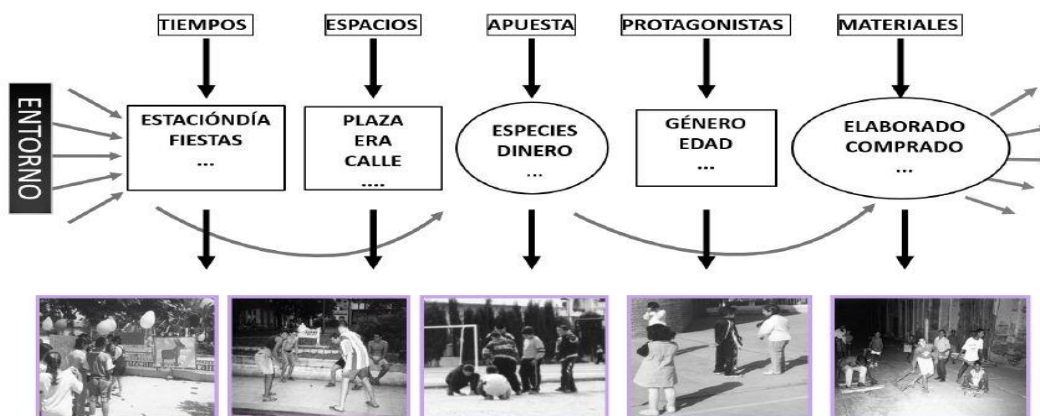 TIEMPOS
ESPACIOS
APUESTA
PROTAGONISTAS
MATERIALES
ENTORNO
ESTACIÓNDÍA
FIESTAS
...
PLAZA
ERA
CALLE
....
ESPECIES
DINERO
...
GÉNERO
EDAD
...
ELABORADO
COMPRADO
...